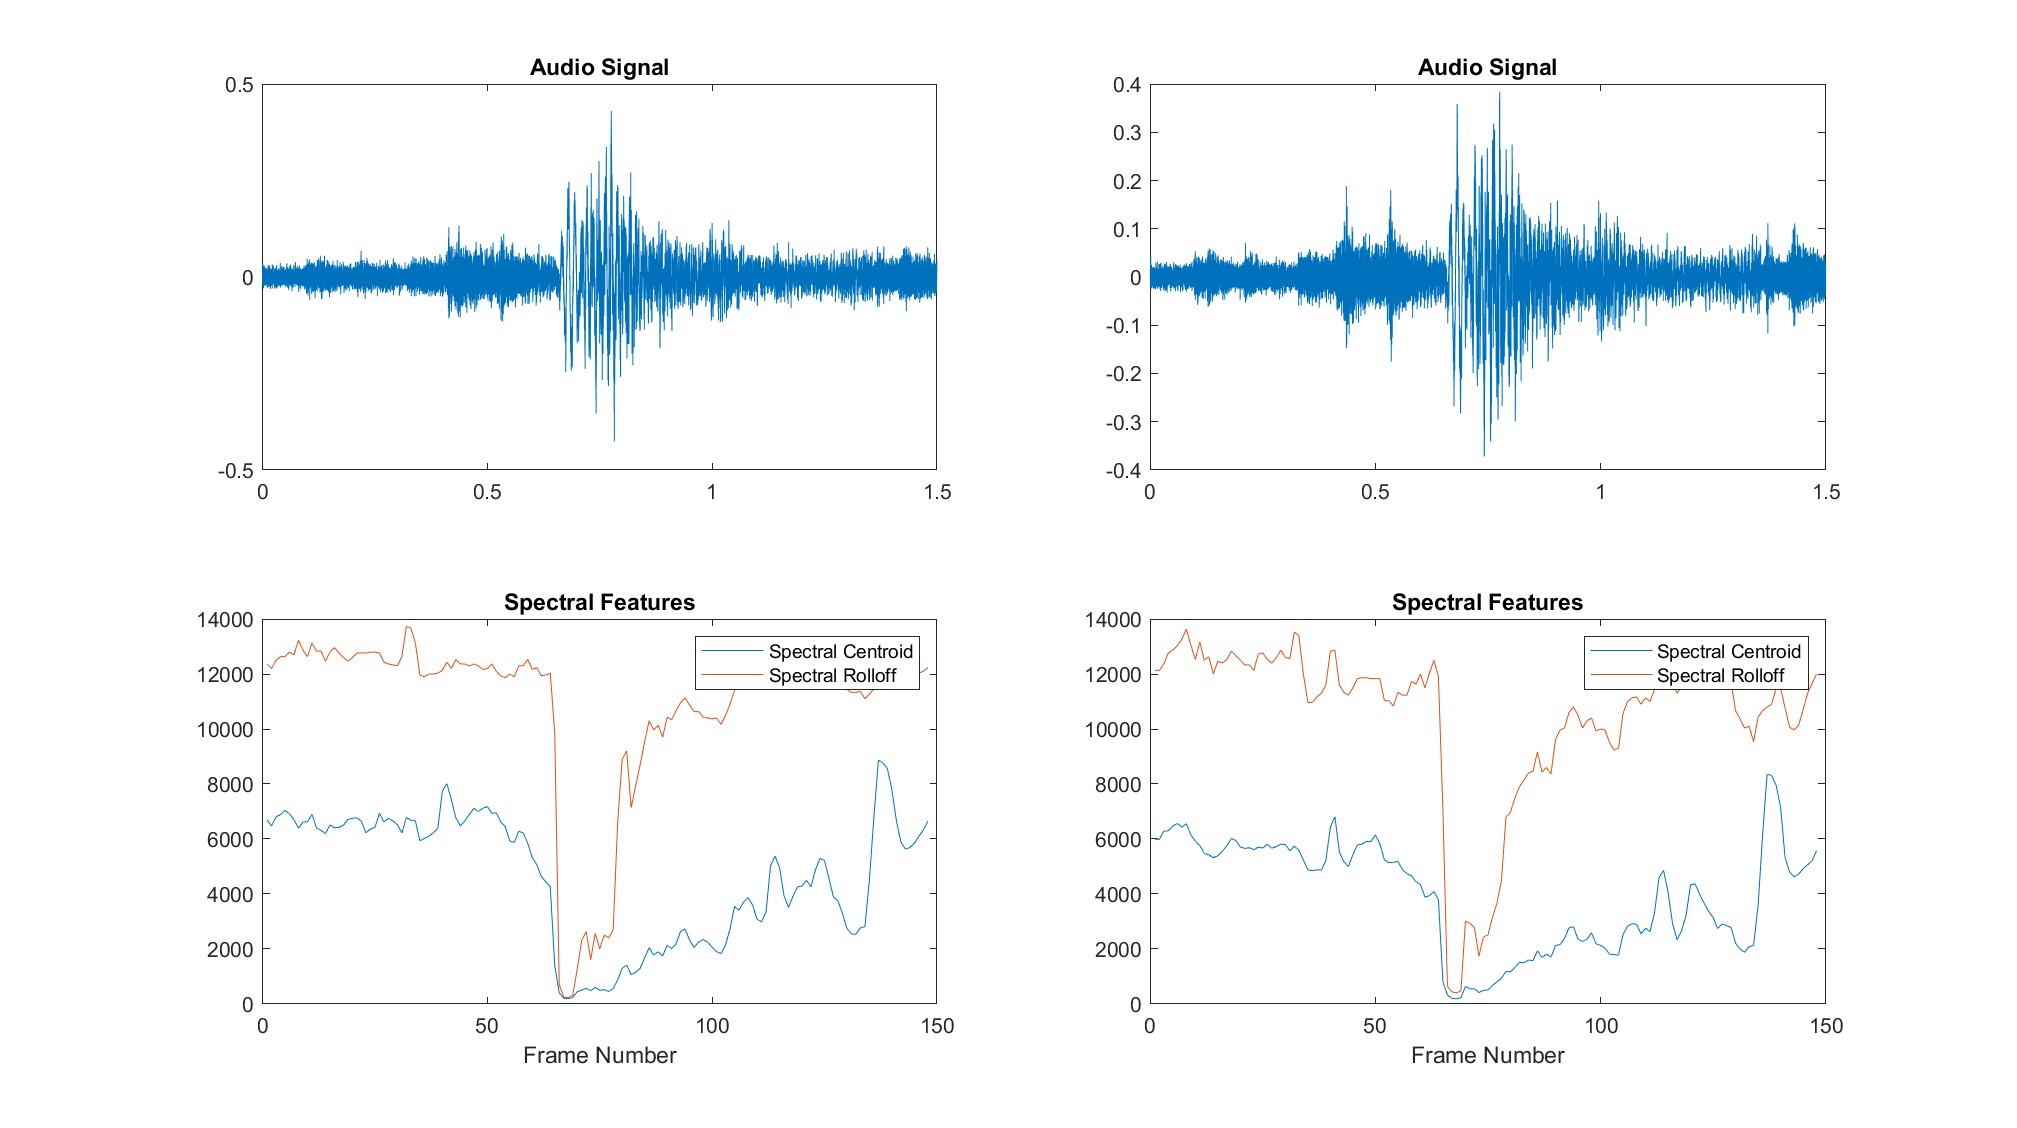 Audio Signal
0.5
0
-0.5
0 0.5 1 1.5
Audio Signal
0.4
0.3
0.2
0.1
0
-0.1
-0.2
-0.3
-0.4
0 0.5 1 1.5
Spectral Features
14000
12000
10000
8000
6000
4000
2000
0
Spectral Centroid
Spectral Rolloff
0 50 100 150
Frame Number
Spectral Features
14000
12000
10000
8000
6000
4000
2000
0
Spectral Centroid
Spectral Rolloff
0 50 100 150
Frame Number